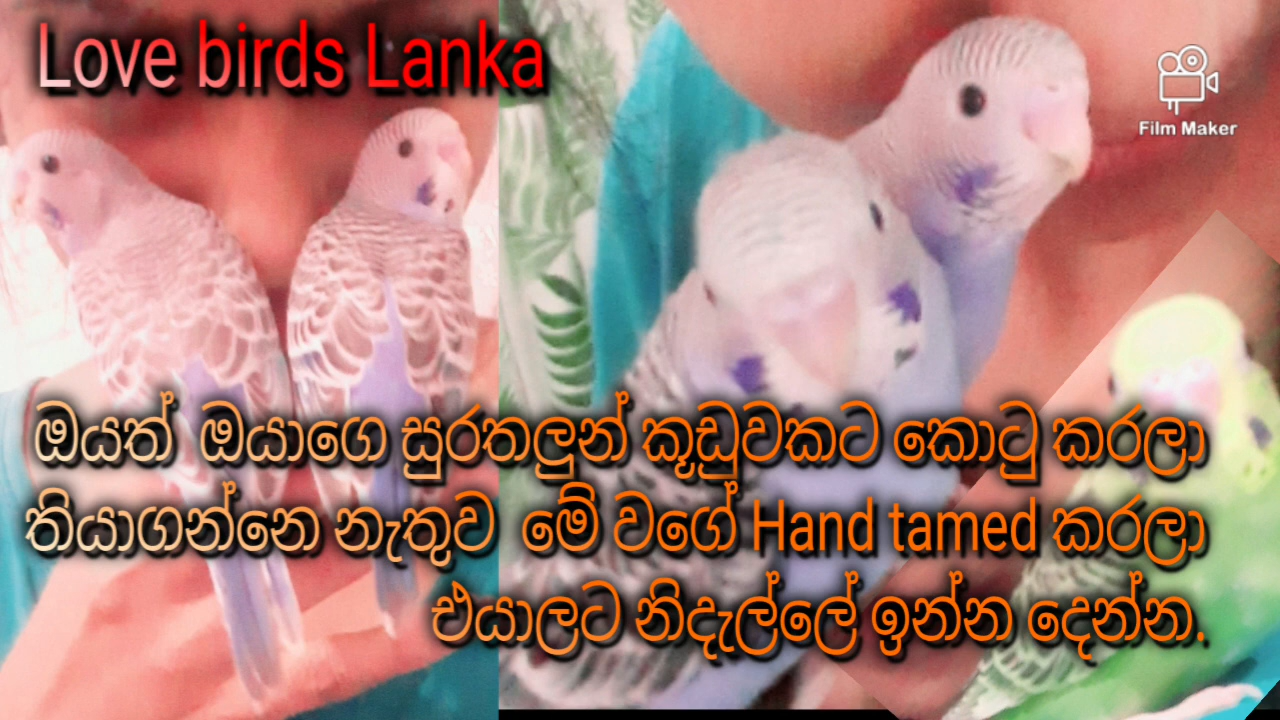 Love birds Lanka
Film Maker
ඔයත් ඔයාගෙ සුරතලුන් කූඩුවකට කොටු කරලා
තියාගන්නෙ නැතුව මේ වගේ Hand tamed කරලා
එයාලට නිදැල්ලේ ඉන්න දෙන්න.